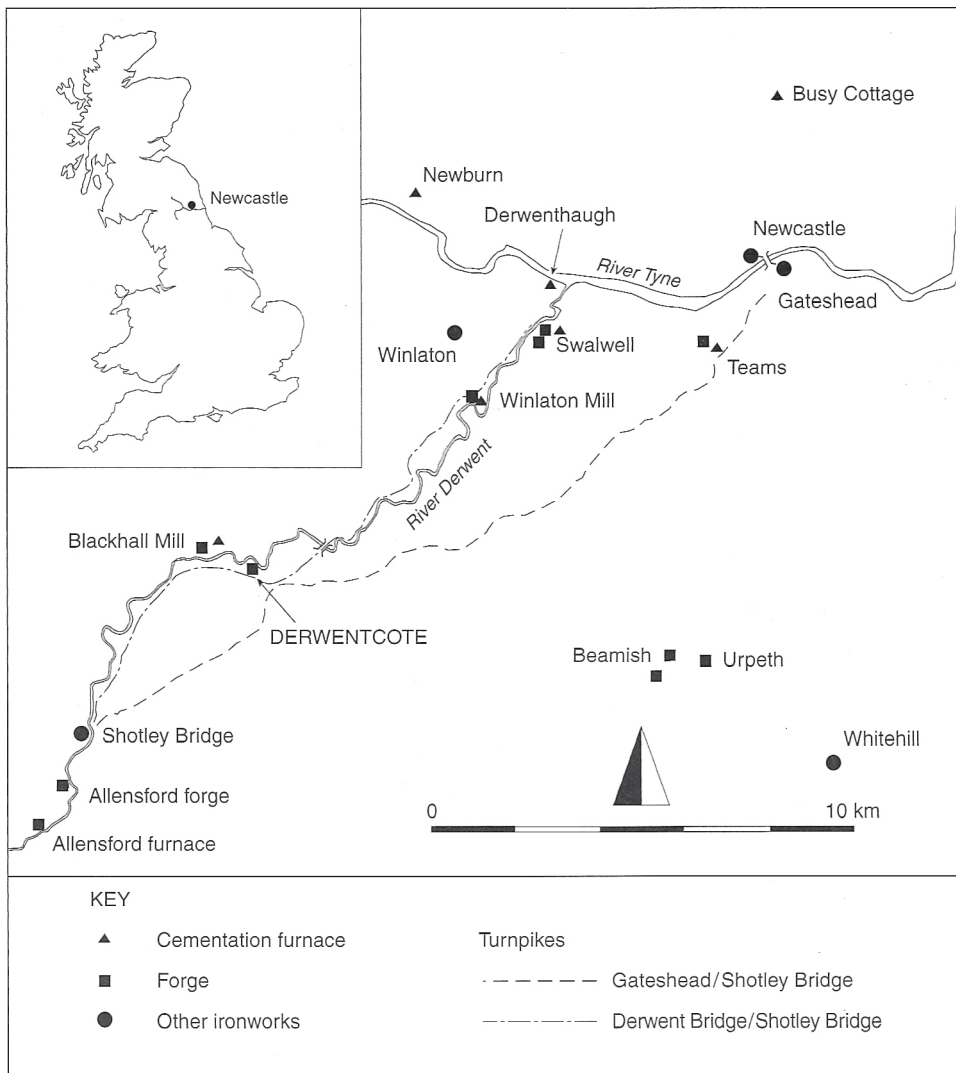 Newcastle
Busy Cottage
Newburn
Derwenthaugh
Newcastle
River Tyne
Gateshead
Winlaton
Swalwell
Teams
Winlaton Mill
River Derwent
Blackhall Mill
DERWENTCOTE
Beamish
Urpeth
Shotley Bridge
Whitehill
Allensford forge
0
10 km
Allensford furnace
KEY
Cementation furnace
Turnpikes
Forge
Gateshead/Shotley Bridge
Other ironworks
Derwent Bridge/Shotley Bridge